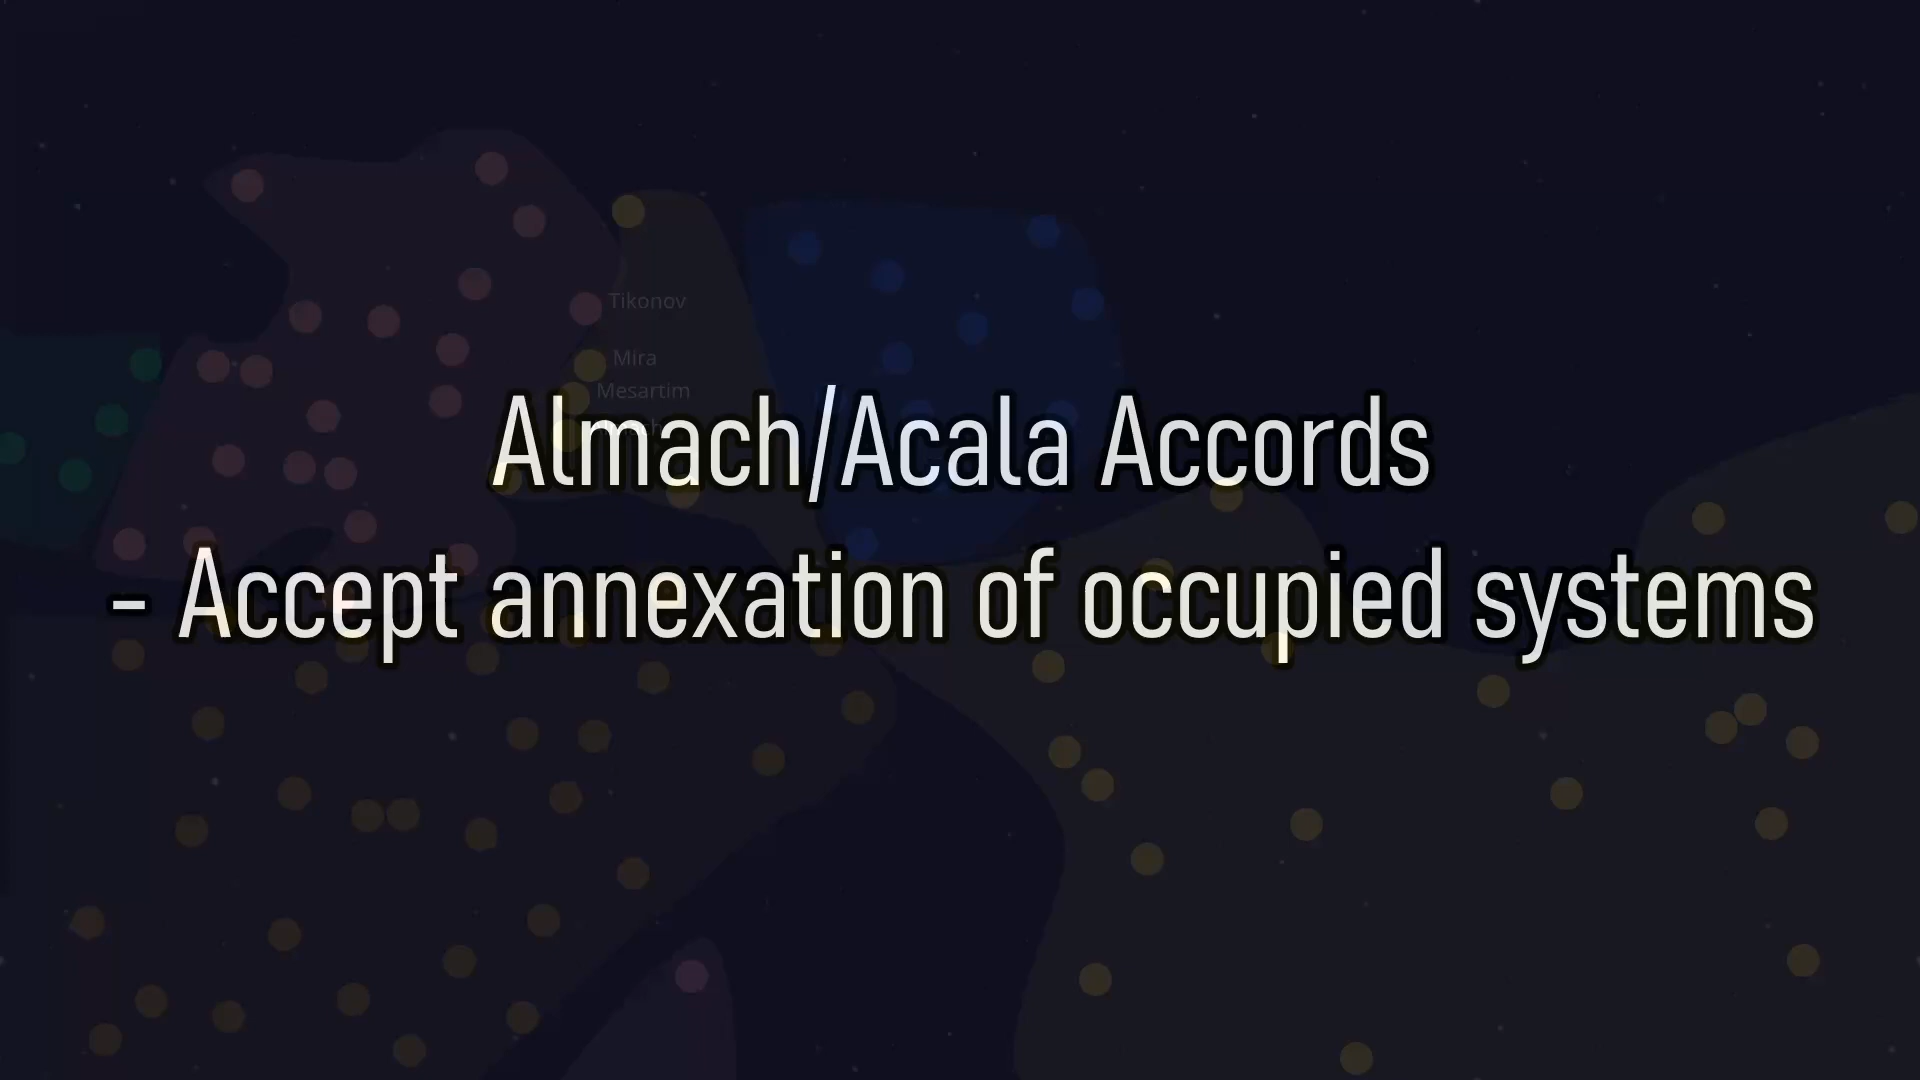 Tikonov
Mira
Mesartim
Almach/Acala Accords
- Accept annexation of occupied systems